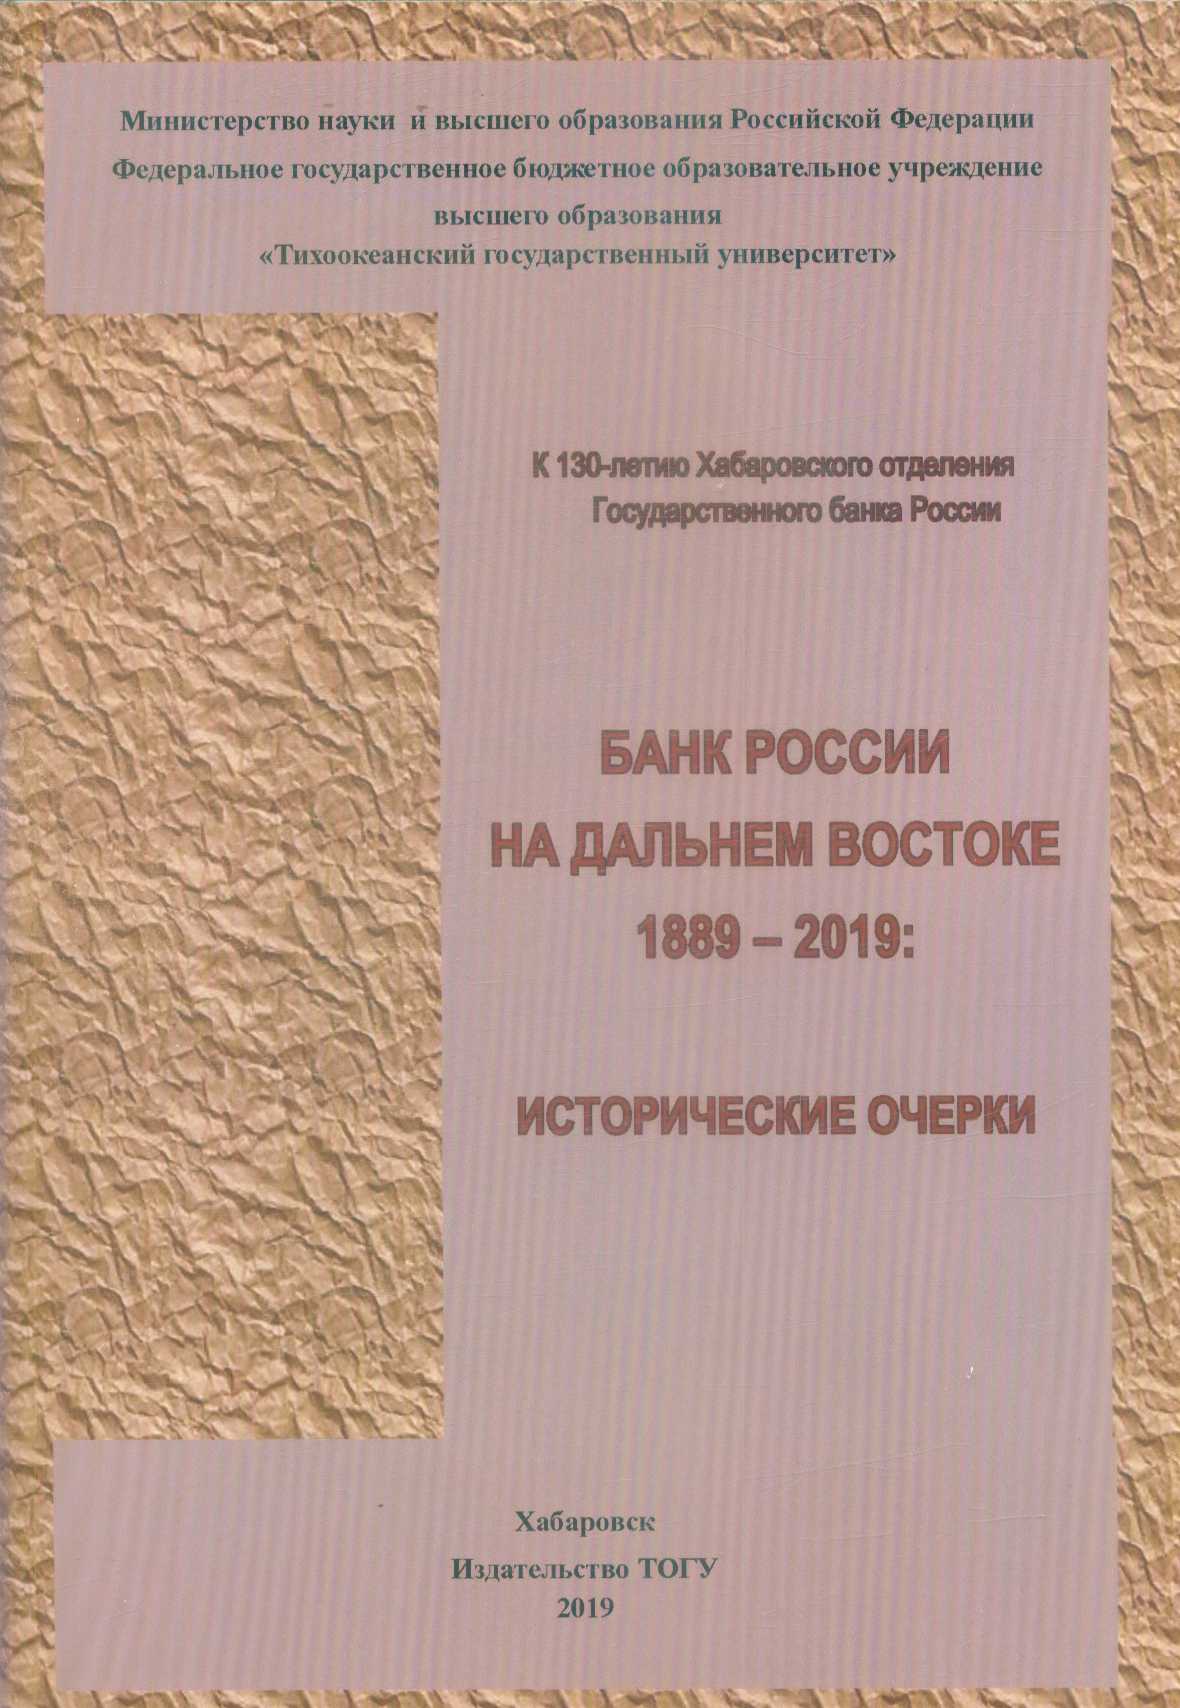 Министерство науки и высшего образования Российской Федерации
Федеральное государственное бюджетное образовательное учреждение
высшего образования
«Тихоокеанский государственный университет»
К 130-летию Хабаровского отделения
Государственного банка России
БАНК РОССИИ
НА ДАЛЬНЕМ ВОСТОКЕ
1889 – 2019:
ИСТОРИЧЕСКИЕ ОЧЕРКИ
Хабаровск
Издательство ТОГУ
2019